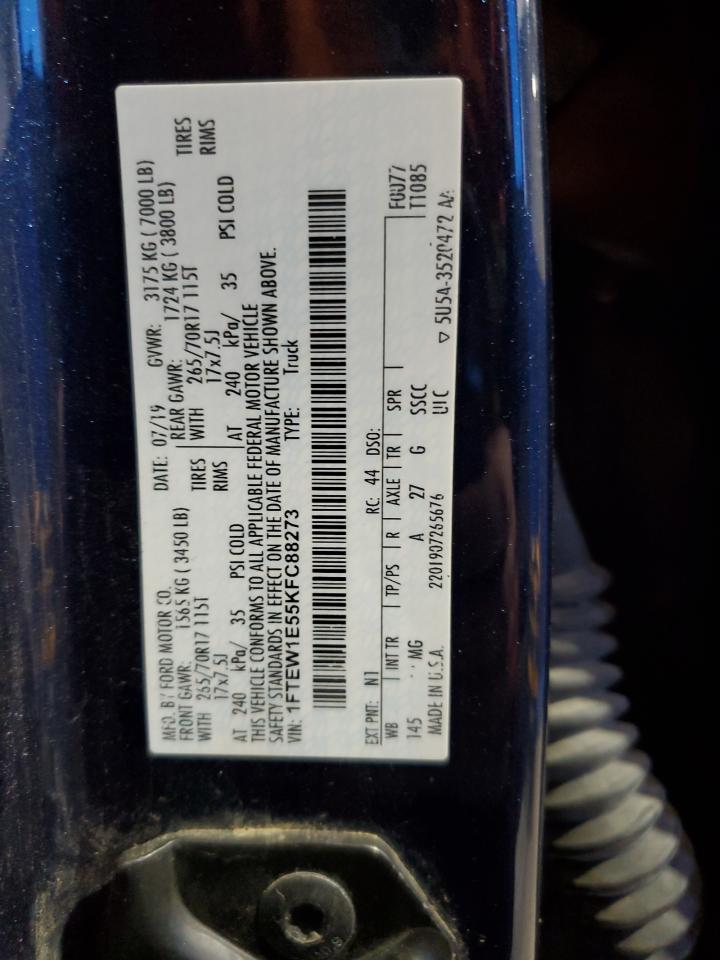 MFD. BY FORD MOTOR CO. DATE: 07/19 GVWR: 3175 KG ( 7000 LB)
FRONT GAWR: 1565 KG ( 3450 LB) REAR GAWR: 1724 KG ( 3800 LB)
WITH 265/70R17 115T TIRES WITH 265/70R17 115T TIRES
17x7.5J RIMS 17x7.5J RIMS
AT 240 kPa/ 35 PSI COLD AT 240 kPa/ 35 PSI COLD
THIS VEHICLE CONFORMS TO ALL APPLICABLE FEDERAL MOTOR VEHICLE
SAFETY STANDARDS IN EFFECT ON THE DATE OF MANUFACTURE SHOWN ABOVE.
VIN: 1FTEW1E55KFC88273 TYPE: Truck
EXT PNT: N1 RC: 44 DSO: F0077
WB INT TR TP/PS R AXLE TR SPR T1085
145 MG A 27 G SSCC
MADE IN U.S.A. 2201907265676 UIC ▽ 5U54-3520472 AA